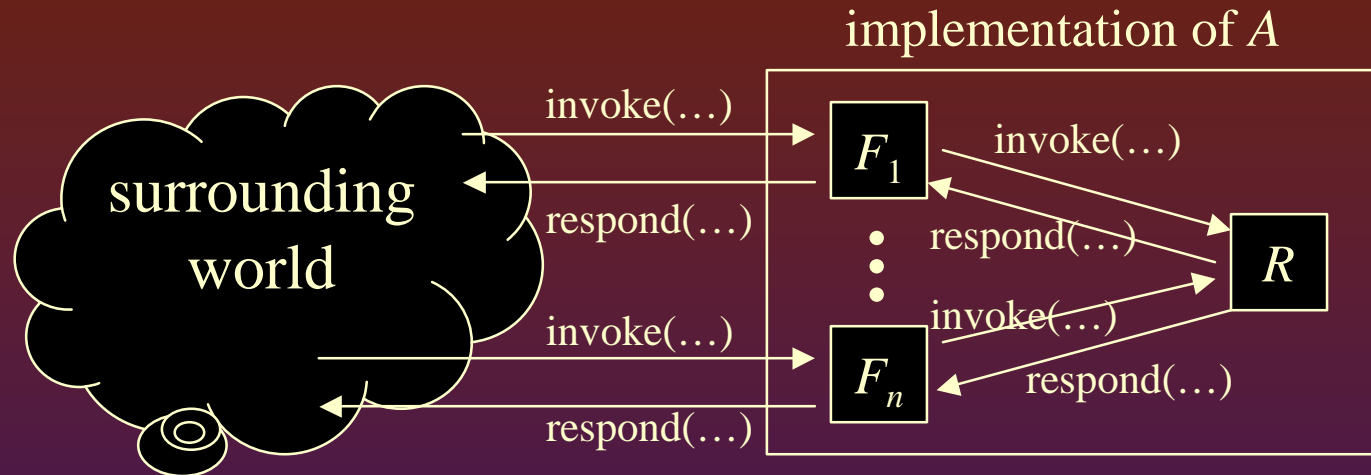 implementation of A
invoke(…)
F₁
invoke(…)
surrounding
world
respond(…)
respond(…)
R
invoke(…)
invoke(…)
Fₙ
respond(…)
respond(…)